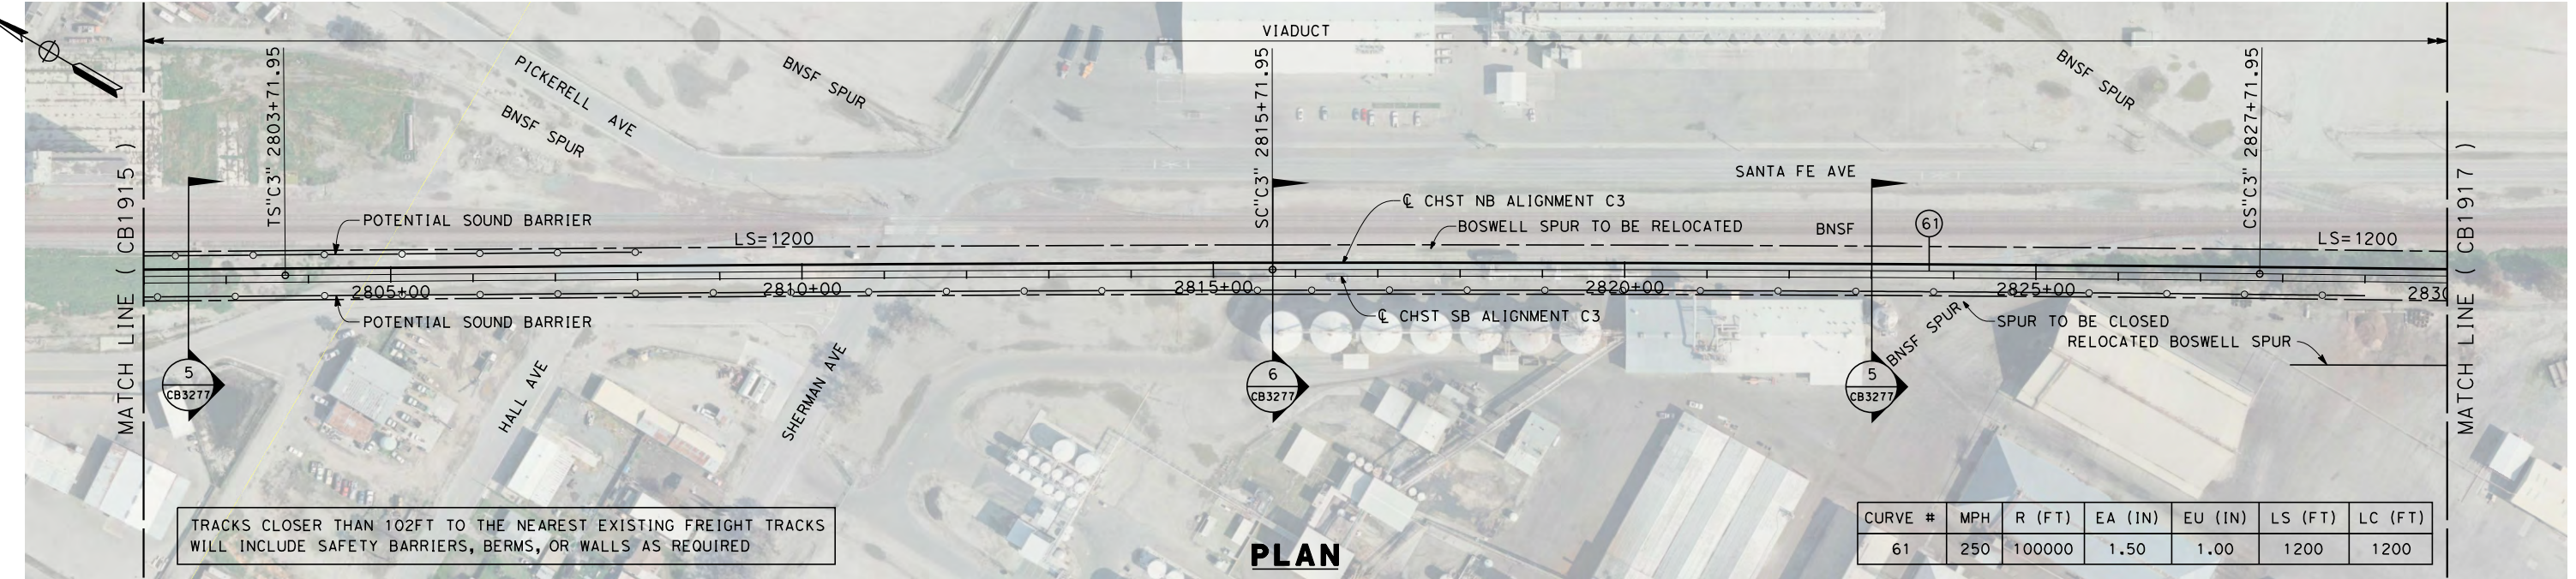 VIADUCT
TS"C3" 2803+71.95
SC"C3" 2815+71.95
CS"C3" 2827+71.95
PICKERELL AVE
BNSF SPUR
BNSF SPUR
BNSF SPUR
MATCH LINE ( CB1915 )
MATCH LINE ( CB1917 )
SANTA FE AVE
℄ CHST NB ALIGNMENT C3
POTENTIAL SOUND BARRIER
BOSWELL SPUR TO BE RELOCATED
BNSF
61
LS=1200
LS=1200
2805+00
2810+00
2815+00
2820+00
2825+00
2830
POTENTIAL SOUND BARRIER
℄ CHST SB ALIGNMENT C3
BNSF SPUR
SPUR TO BE CLOSED
RELOCATED BOSWELL SPUR
5
CB3277
6
CB3277
5
CB3277
HALL AVE
SHERMAN AVE
TRACKS CLOSER THAN 102FT TO THE NEAREST EXISTING FREIGHT TRACKS
WILL INCLUDE SAFETY BARRIERS, BERMS, OR WALLS AS REQUIRED
PLAN
CURVE # MPH R (FT) EA (IN) EU (IN) LS (FT) LC (FT)
61 250 100000 1.50 1.00 1200 1200